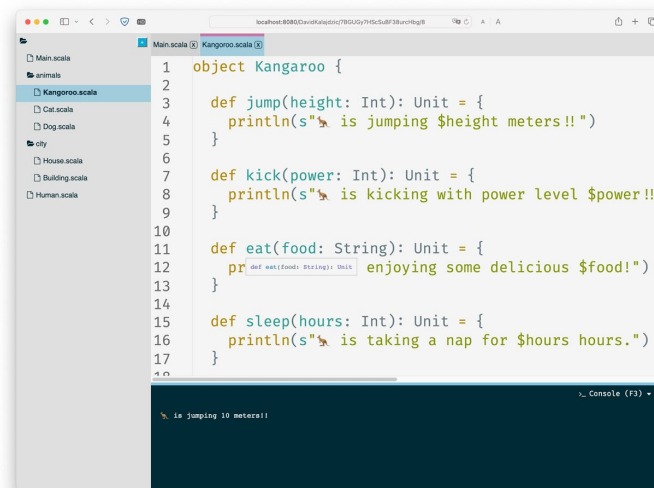 localhost:8080/DavidKalajdzic/7BGUGy7HScSuBF38urcHbg/8
A A
Main.scala X Kangoroo.scala X
Main.scala
animals
Kangoroo.scala
Cat.scala
Dog.scala
city
House.scala
Building.scala
Human.scala
1 object Kangaroo {
2
3 def jump(height: Int): Unit = {
4 println(s"🦘 is jumping $height meters!!")
5 }
6
7 def kick(power: Int): Unit = {
8 println(s"🦘 is kicking with power level $power!!
9 }
10
11 def eat(food: String): Unit = {
12 pr def eat(food: String): Unit enjoying some delicious $food!")
13 }
14
15 def sleep(hours: Int): Unit = {
16 println(s"🦘 is taking a nap for $hours hours.")
17 }
18
>_ Console (F3)
🦘 is jumping 10 meters!!